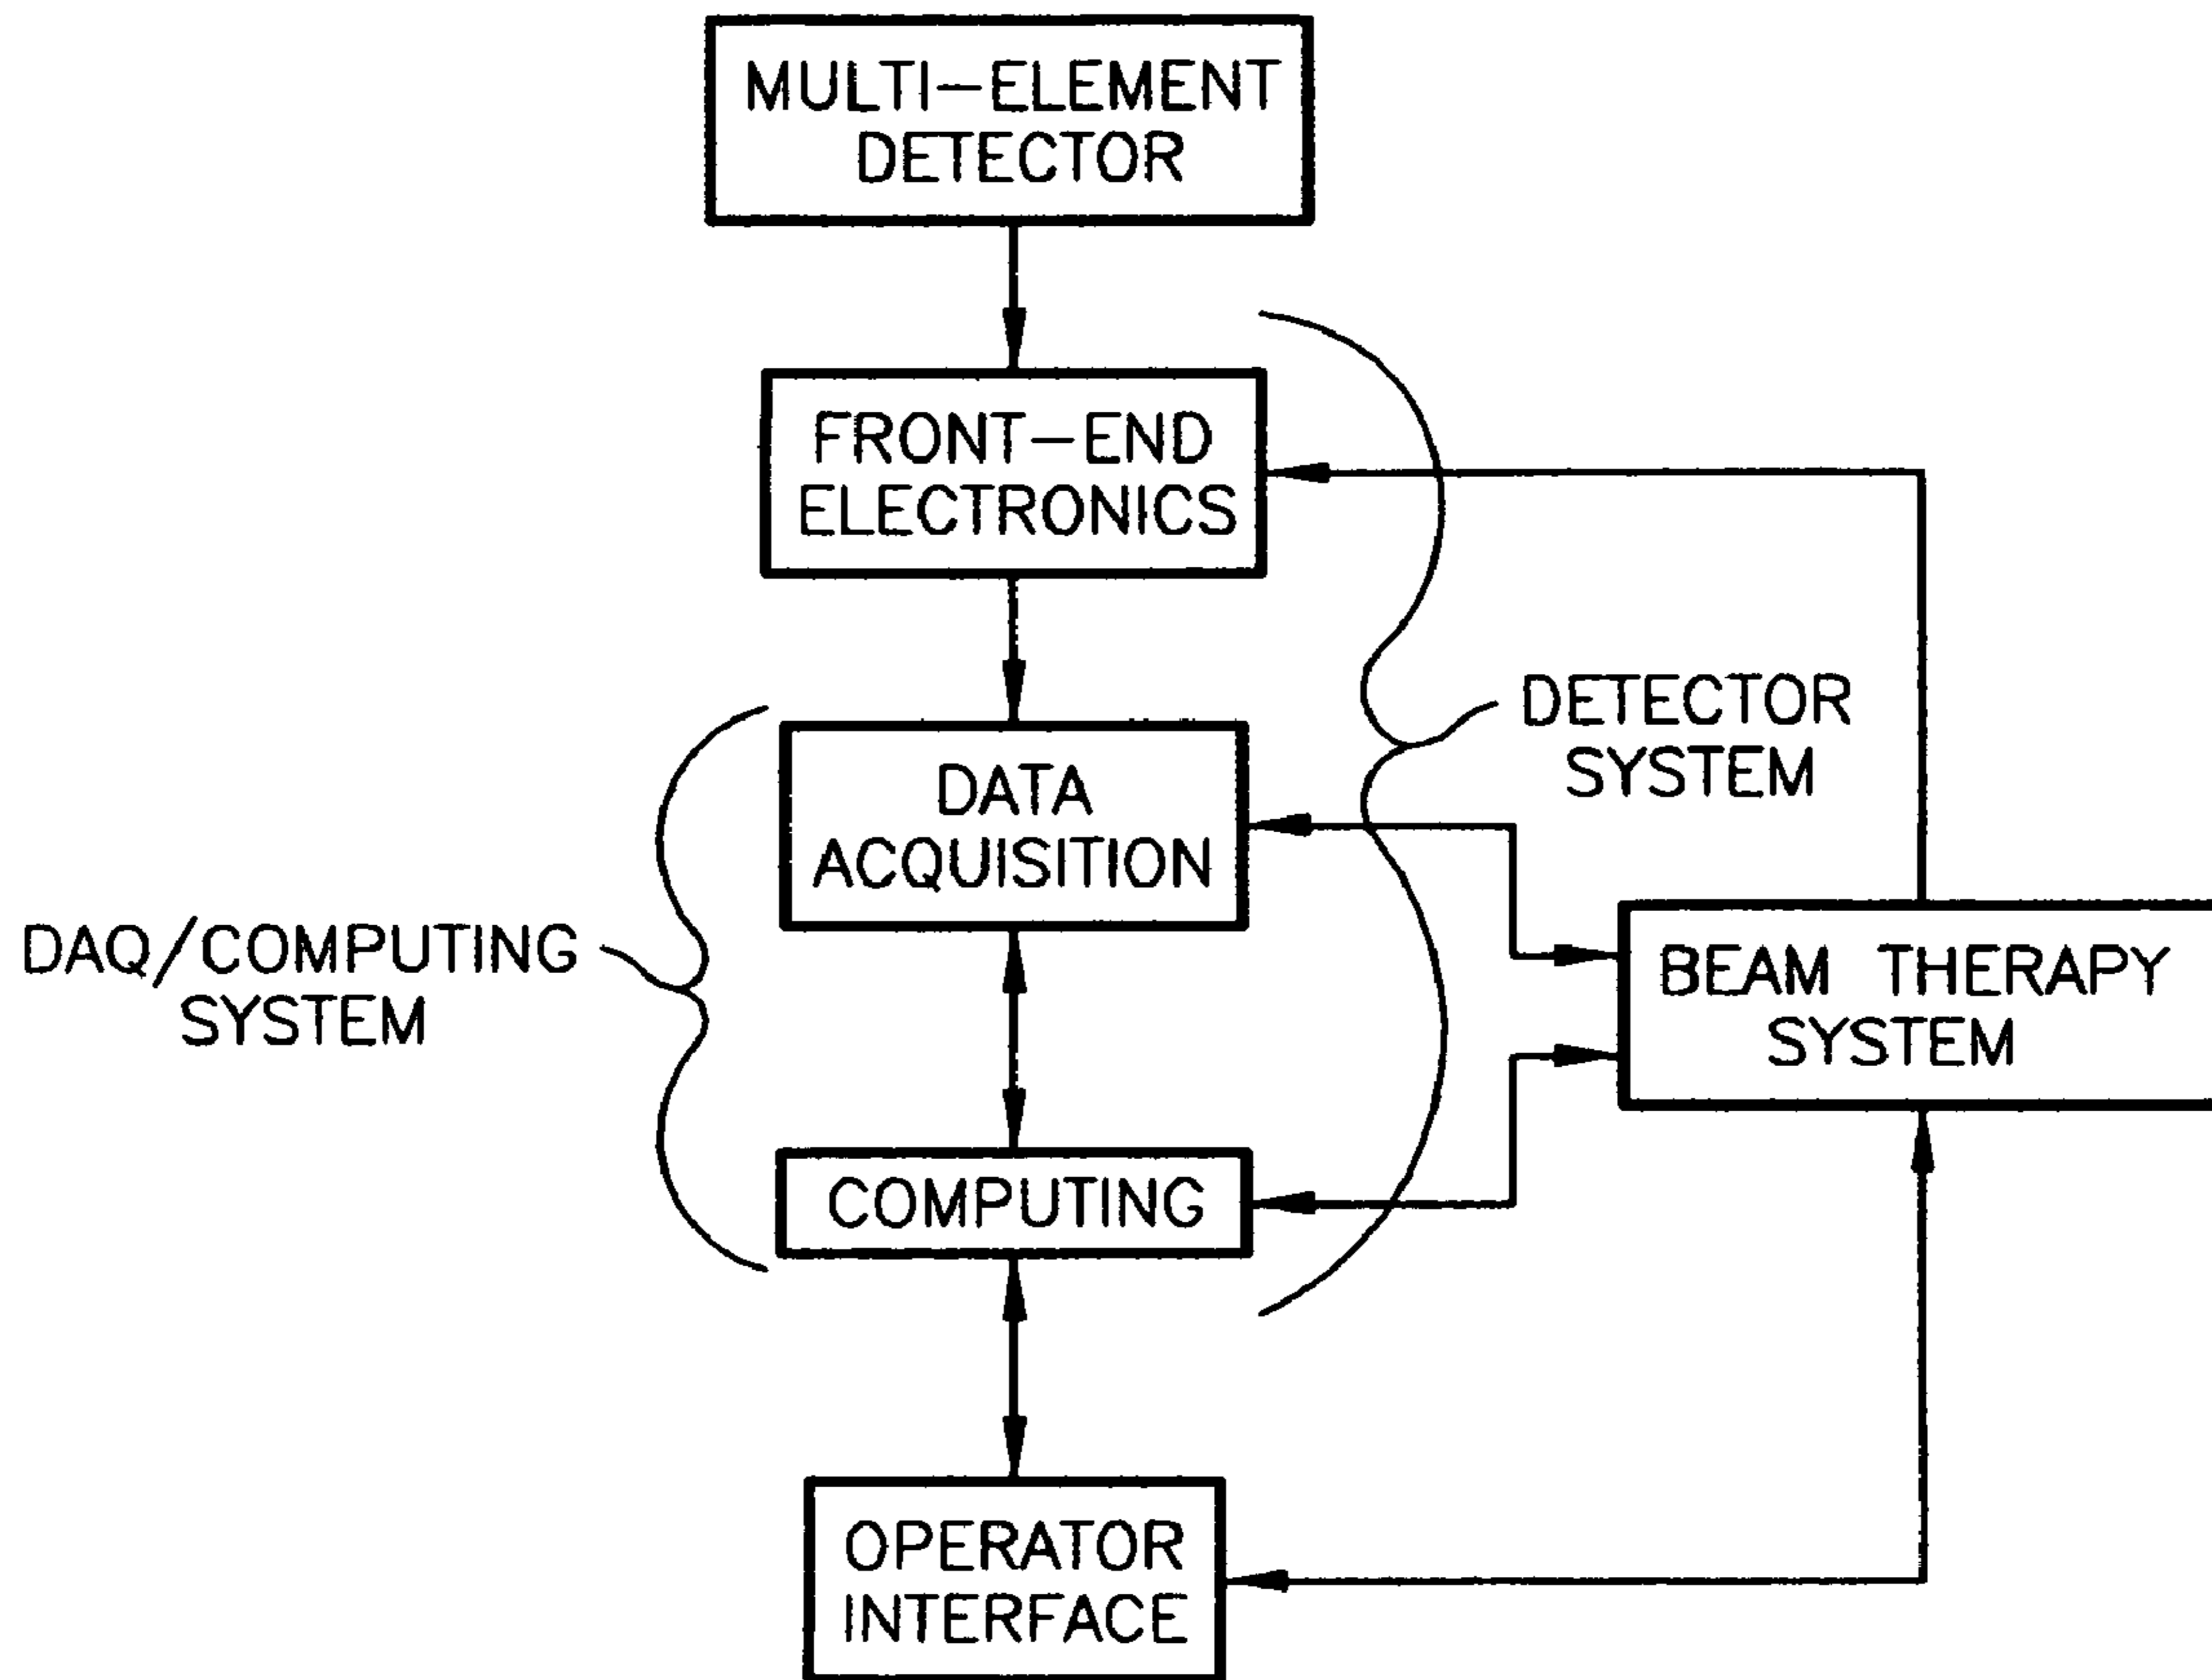 MULTI-ELEMENT
DETECTOR
FRONT-END
ELECTRONICS
DETECTOR
SYSTEM
DATA
ACQUISITION
DAQ/COMPUTING
SYSTEM
BEAM THERAPY
SYSTEM
COMPUTING
OPERATOR
INTERFACE